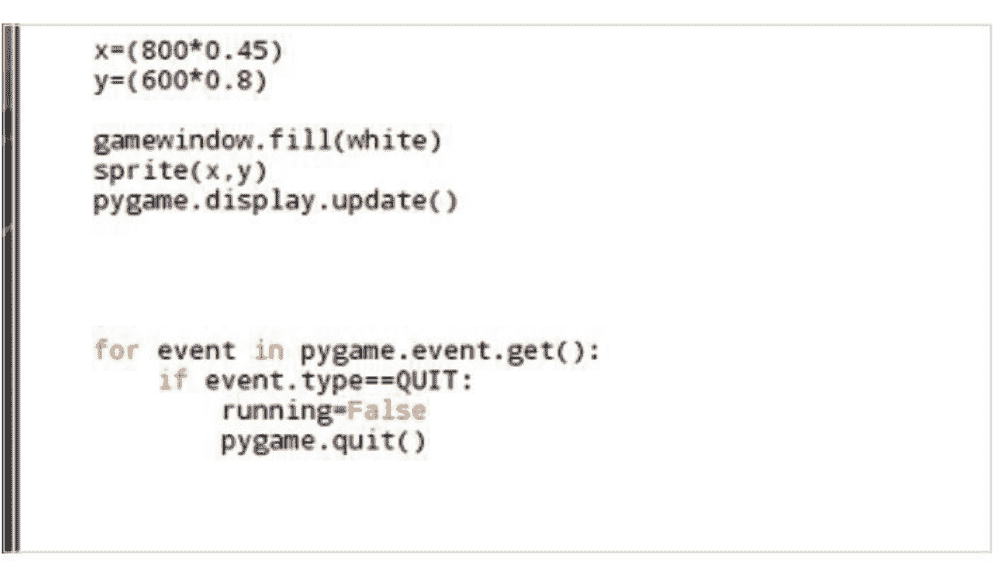 x=(800*0.45)
y=(600*0.8)
gamewindow.fill(white)
sprite(x,y)
pygame.display.update()
for event in pygame.event.get():
if event.type==QUIT:
running=False
pygame.quit()